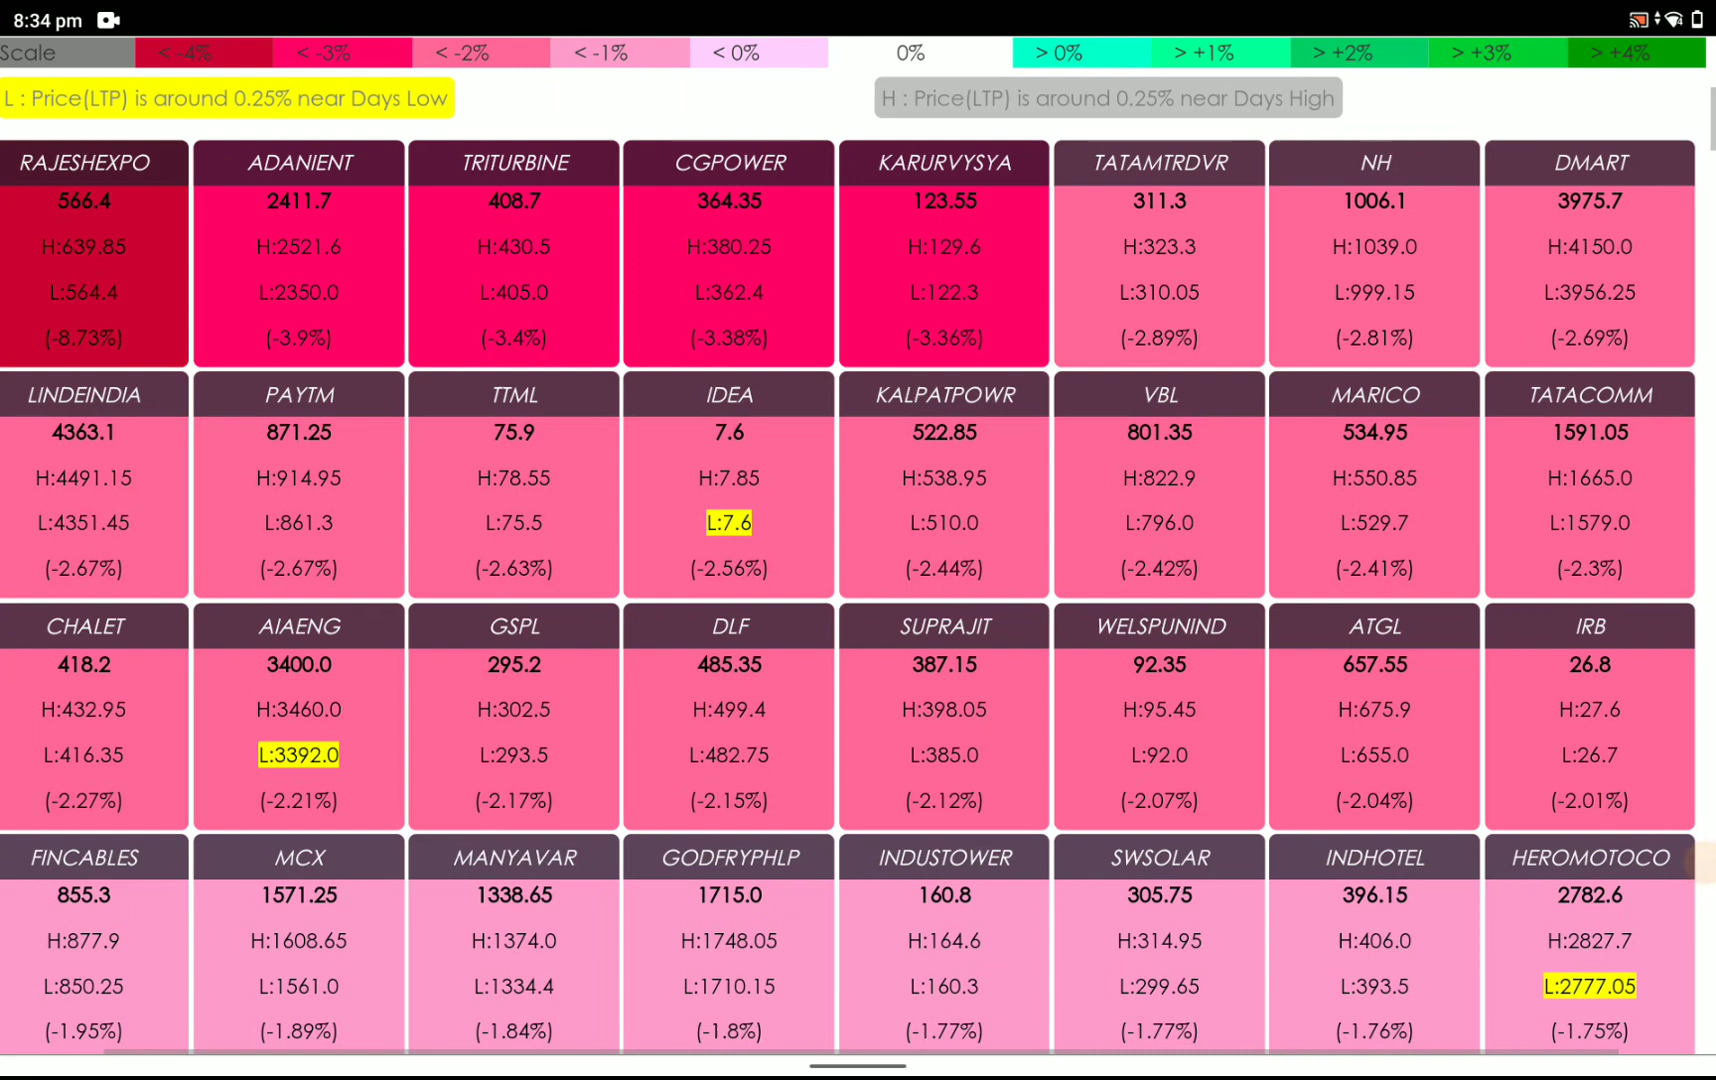 8:34 pm
Scale < -4% < -3% < -2% < -1% < 0% 0% > 0% > +1% > +2% > +3% > +4%
L : Price(LTP) is around 0.25% near Days Low H : Price(LTP) is around 0.25% near Days High
RAJESHEXPO ADANIENT TRITURBINE CGPOWER KARURVYSYA TATAMTRDVR NH DMART
566.4 2411.7 408.7 364.35 123.55 311.3 1006.1 3975.7
H:639.85 H:2521.6 H:430.5 H:380.25 H:129.6 H:323.3 H:1039.0 H:4150.0
L:564.4 L:2350.0 L:405.0 L:362.4 L:122.3 L:310.05 L:999.15 L:3956.25
(-8.73%) (-3.9%) (-3.4%) (-3.38%) (-3.36%) (-2.89%) (-2.81%) (-2.69%)
LINDEINDIA PAYTM TTML IDEA KALPATPOWR VBL MARICO TATACOMM
4363.1 871.25 75.9 7.6 522.85 801.35 534.95 1591.05
H:4491.15 H:914.95 H:78.55 H:7.85 H:538.95 H:822.9 H:550.85 H:1665.0
L:4351.45 L:861.3 L:75.5 L:7.6 L:510.0 L:796.0 L:529.7 L:1579.0
(-2.67%) (-2.67%) (-2.63%) (-2.56%) (-2.44%) (-2.42%) (-2.41%) (-2.3%)
CHALET AIAENG GSPL DLF SUPRAJIT WELSPUNIND ATGL IRB
418.2 3400.0 295.2 485.35 387.15 92.35 657.55 26.8
H:432.95 H:3460.0 H:302.5 H:499.4 H:398.05 H:95.45 H:675.9 H:27.6
L:416.35 L:3392.0 L:293.5 L:482.75 L:385.0 L:92.0 L:655.0 L:26.7
(-2.27%) (-2.21%) (-2.17%) (-2.15%) (-2.12%) (-2.07%) (-2.04%) (-2.01%)
FINCABLES MCX MANYAVAR GODFRYPHLP INDUSTOWER SWSOLAR INDHOTEL HEROMOTOCO
855.3 1571.25 1338.65 1715.0 160.8 305.75 396.15 2782.6
H:877.9 H:1608.65 H:1374.0 H:1748.05 H:164.6 H:314.95 H:406.0 H:2827.7
L:850.25 L:1561.0 L:1334.4 L:1710.15 L:160.3 L:299.65 L:393.5 L:2777.05
(-1.95%) (-1.89%) (-1.84%) (-1.8%) (-1.77%) (-1.77%) (-1.76%) (-1.75%)